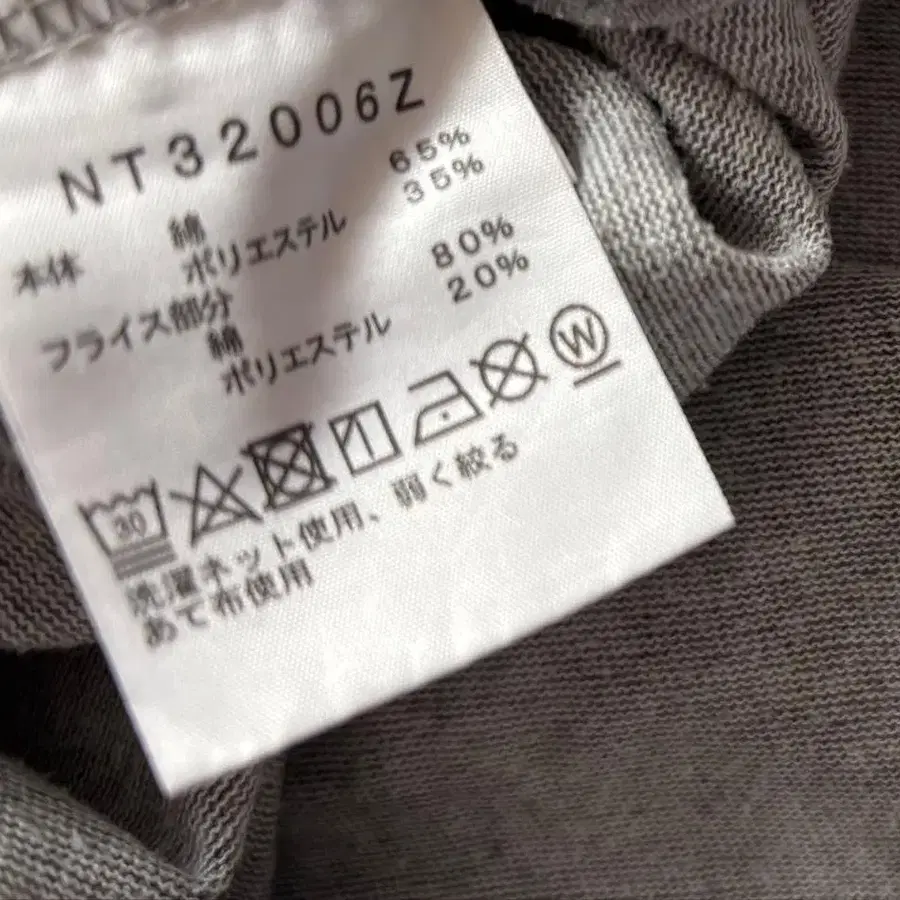 NT32006Z
本体 綿 65%
ポリエステル 35%
フライス部分
綿 80%
ポリエステル 20%
30 W
洗濯ネット使用、弱く絞る
あて布使用